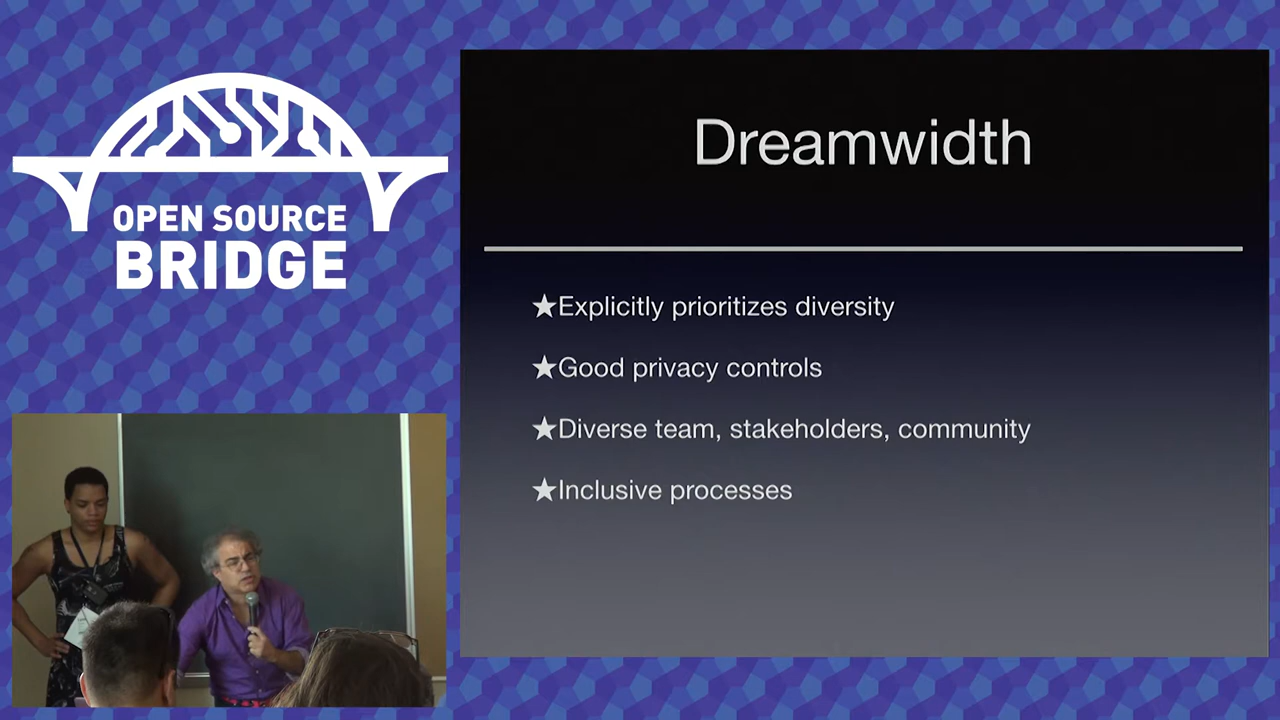 OPEN SOURCE
BRIDGE
Dreamwidth
★Explicitly prioritizes diversity
★Good privacy controls
★Diverse team, stakeholders, community
★Inclusive processes